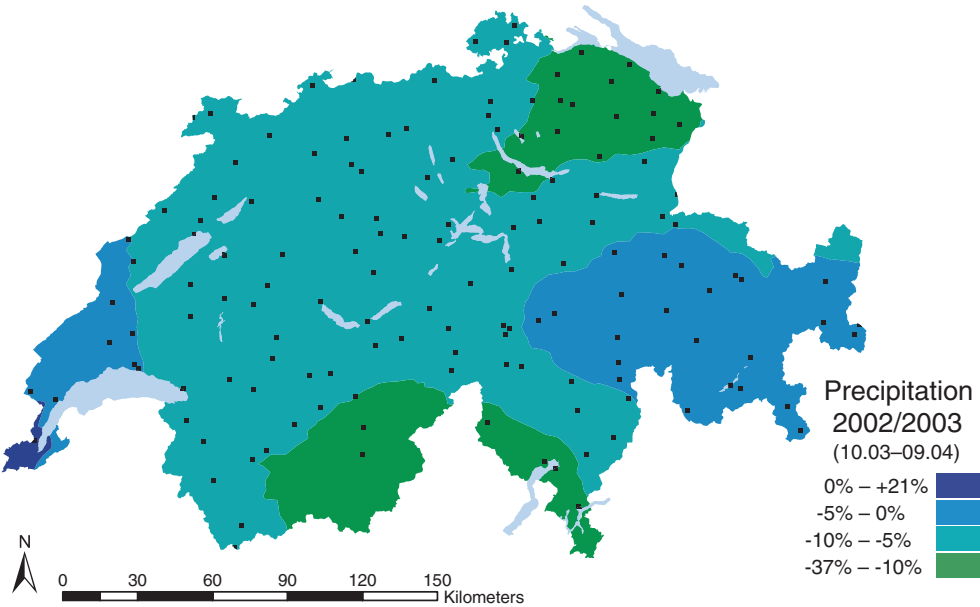 Precipitation
2002/2003
(10.03–09.04)
0% – +21%
-5% – 0%
-10% – -5%
-37% – -10%
N
0 30 60 90 120 150
Kilometers